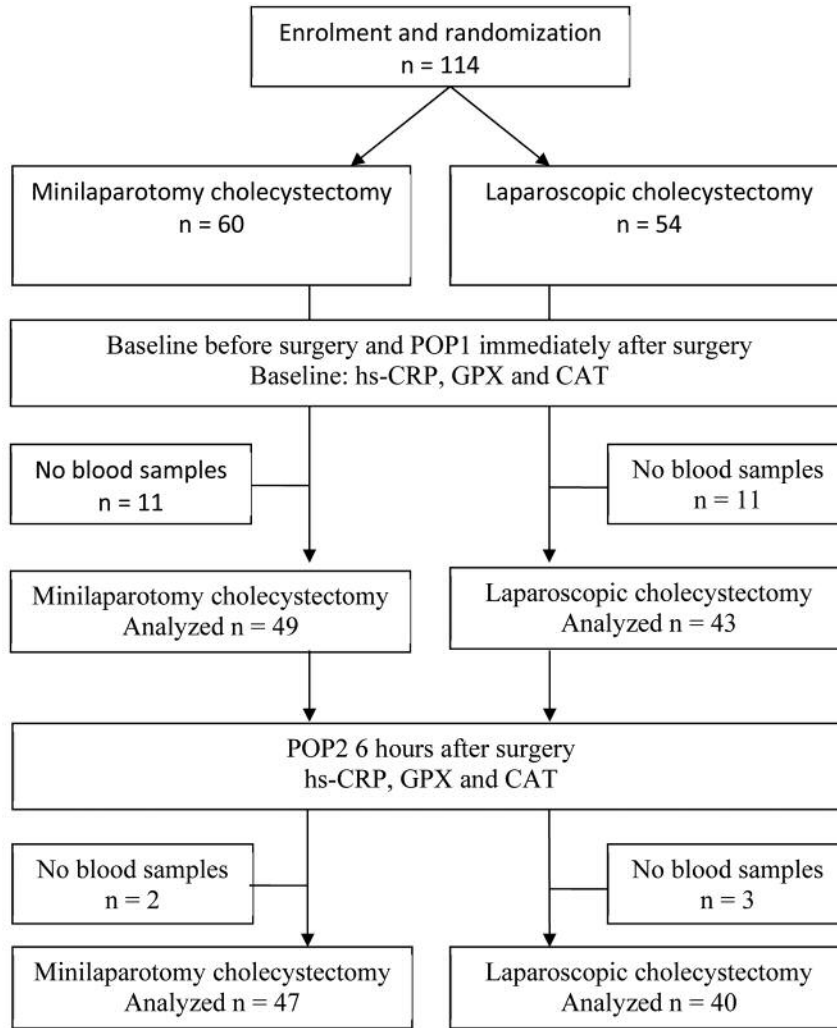 Enrolment and randomization
n = 114
Minilaparotomy cholecystectomy
n = 60
Laparoscopic cholecystectomy
n = 54
Baseline before surgery and POP1 immediately after surgery
Baseline: hs-CRP, GPX and CAT
No blood samples
n = 11
No blood samples
n = 11
Minilaparotomy cholecystectomy
Analyzed n = 49
Laparoscopic cholecystectomy
Analyzed n = 43
POP2 6 hours after surgery
hs-CRP, GPX and CAT
No blood samples
n = 2
No blood samples
n = 3
Minilaparotomy cholecystectomy
Analyzed n = 47
Laparoscopic cholecystectomy
Analyzed n = 40